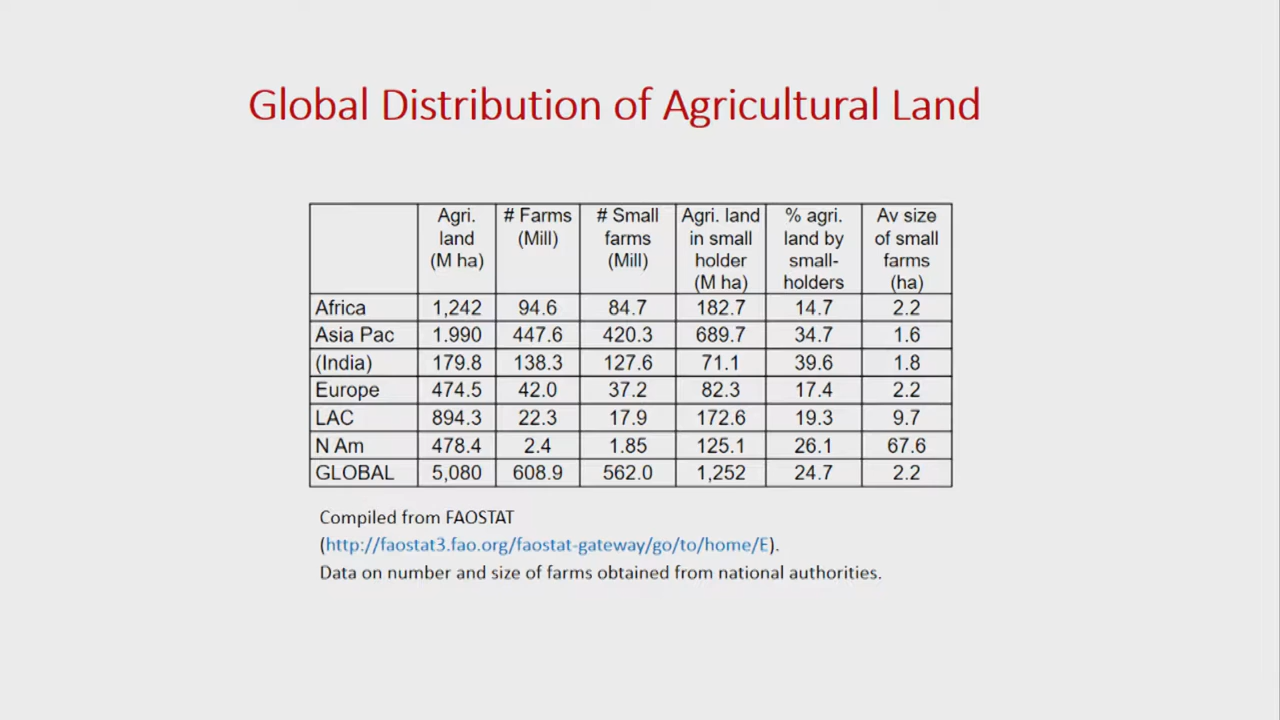 Global Distribution of Agricultural Land
Agri. land (M ha) # Farms (Mill) # Small farms (Mill) Agri. land in small holder (M ha) % agri. land by small- holders Av size of small farms (ha)
Africa 1,242 94.6 84.7 182.7 14.7 2.2
Asia Pac 1.990 447.6 420.3 689.7 34.7 1.6
(India) 179.8 138.3 127.6 71.1 39.6 1.8
Europe 474.5 42.0 37.2 82.3 17.4 2.2
LAC 894.3 22.3 17.9 172.6 19.3 9.7
N Am 478.4 2.4 1.85 125.1 26.1 67.6
GLOBAL 5,080 608.9 562.0 1,252 24.7 2.2
Compiled from FAOSTAT
(http://faostat3.fao.org/faostat-gateway/go/to/home/E).
Data on number and size of farms obtained from national authorities.